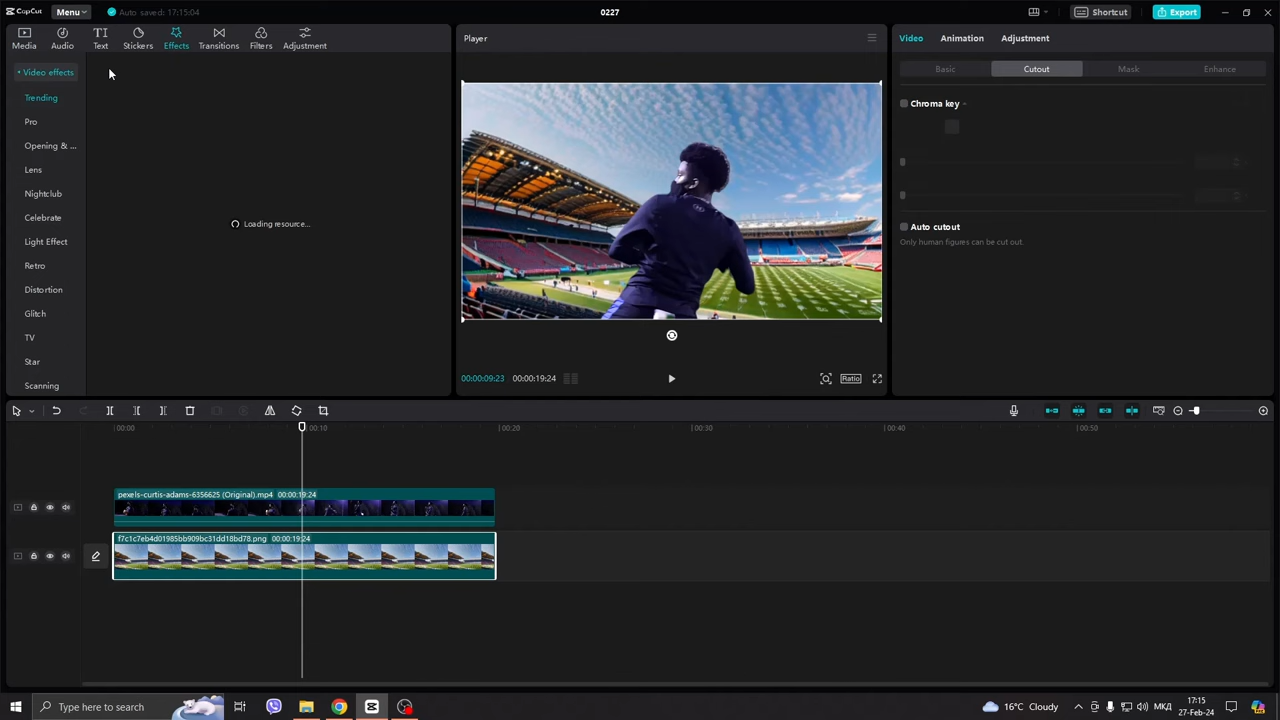 CapCut
Menu
Auto saved: 17:15:04
0227
Shortcut
Export
Media
Audio
Text
Stickers
Effects
Transitions
Filters
Adjustment
Player
Video
Animation
Adjustment
Video effects
Trending
Pro
Opening & ...
Lens
Nightclub
Celebrate
Light Effect
Retro
Distortion
Glitch
TV
Star
Scanning
Loading resource...
Basic
Cutout
Mask
Enhance
Chroma key
Auto cutout
Only human figures can be cut out.
00:00:09:23
00:00:19:24
Ratio
00:00
00:10
00:20
00:30
00:40
00:50
pexels-curtis-adams-6356625 (Original).mp4 00:00:19:24
f7c1c7eb4d01985bb909bc31dd18bd78.png 00:00:19:24
Type here to search
16°C Cloudy
МКД
17:15
27-Feb-24